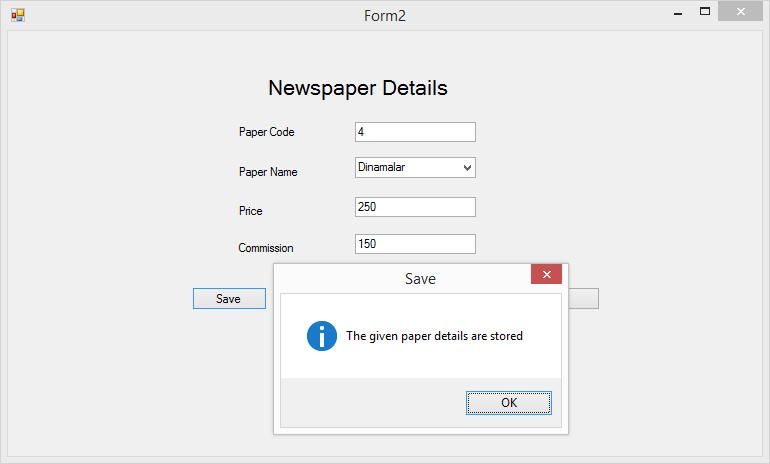 Form2
Newspaper Details
Paper Code 4
Paper Name Dinamalar
Price 250
Commission 150
Save
Save
The given paper details are stored
OK